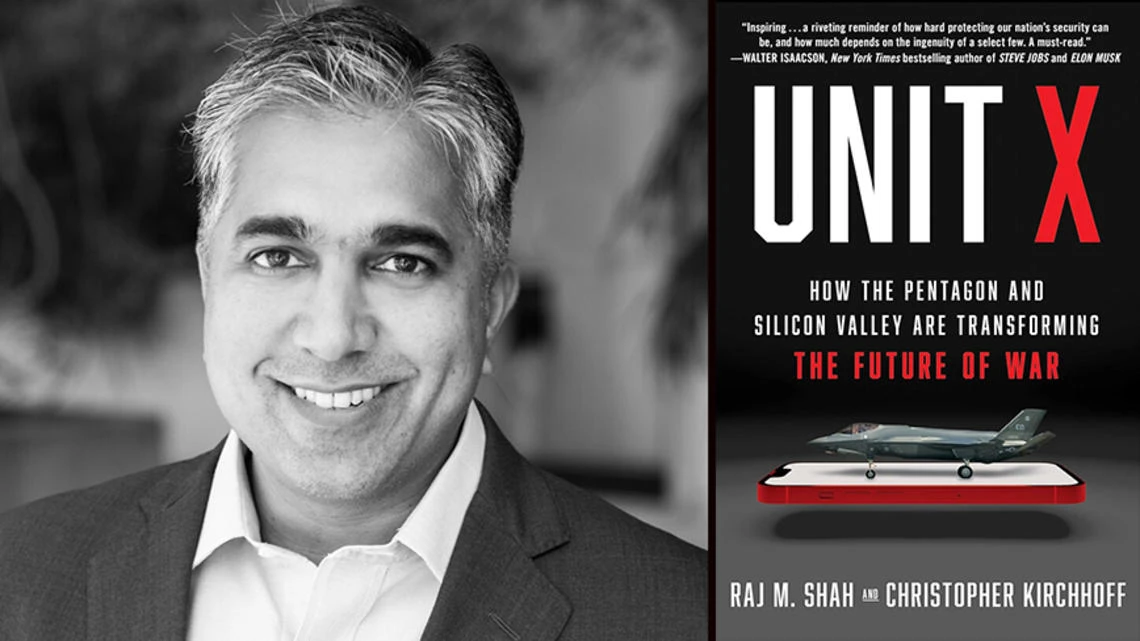 “Inspiring . . . a riveting reminder of how hard protecting our nation’s security can
be, and how much depends on the ingenuity of a select few. A must-read.”
—WALTER ISAACSON, New York Times bestselling author of STEVE JOBS and ELON MUSK
UNIT X
HOW THE PENTAGON AND
SILICON VALLEY ARE TRANSFORMING
THE FUTURE OF WAR
RAJ M. SHAH AND CHRISTOPHER KIRCHHOFF